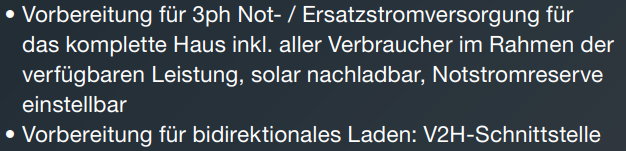 • Vorbereitung für 3ph Not- / Ersatzstromversorgung für
das komplette Haus inkl. aller Verbraucher im Rahmen der
verfügbaren Leistung, solar nachladbar, Notstromreserve
einstellbar
• Vorbereitung für bidirektionales Laden: V2H-Schnittstelle